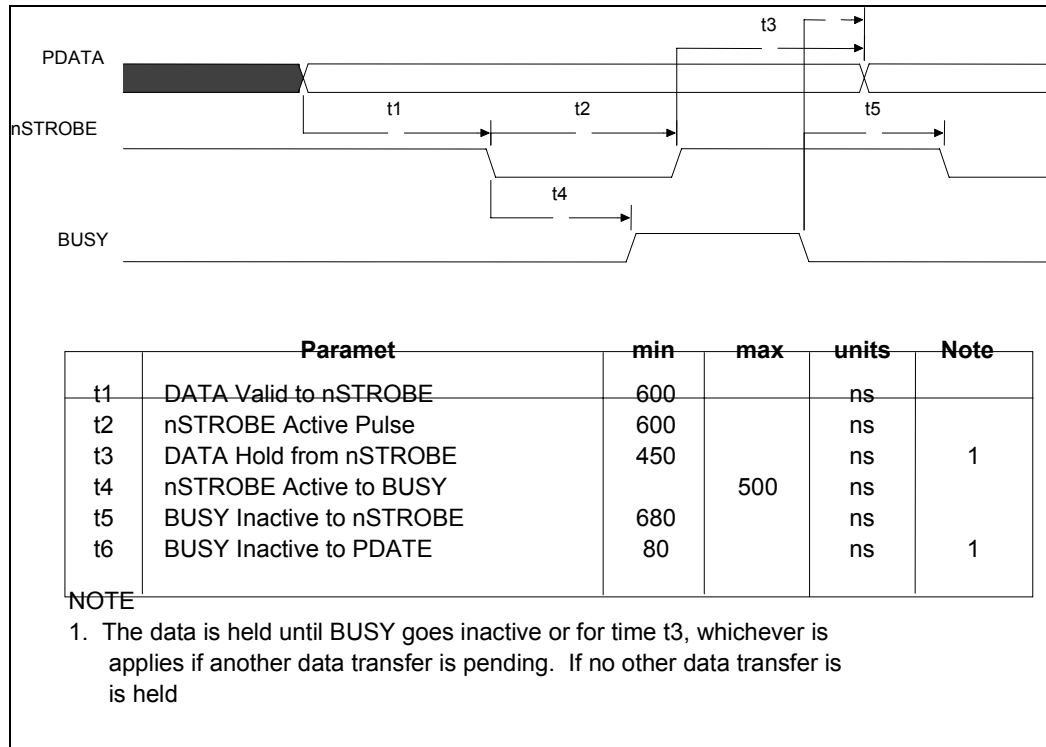 t3
PDATA
t1 t2 t5
nSTROBE
t4
BUSY
Paramet min max units Note
t1 DATA Valid to nSTROBE 600 ns
t2 nSTROBE Active Pulse 600 ns
t3 DATA Hold from nSTROBE 450 ns 1
t4 nSTROBE Active to BUSY 500 ns
t5 BUSY Inactive to nSTROBE 680 ns
t6 BUSY Inactive to PDATE 80 ns 1
NOTE
1. The data is held until BUSY goes inactive or for time t3, whichever is
applies if another data transfer is pending. If no other data transfer is
is held